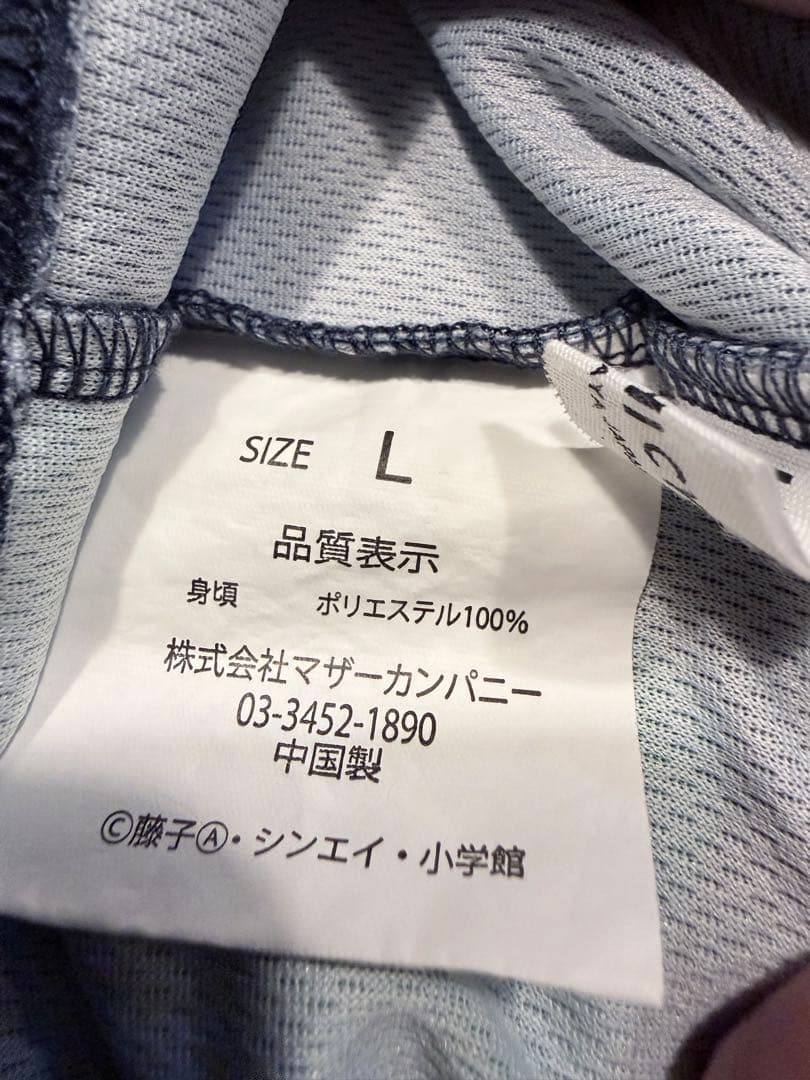 SIZE L
品質表示
身頃 ポリエステル100%
株式会社マザーカンパニー
03-3452-1890
中国製
©藤子Ⓐ・シンエイ・小学館